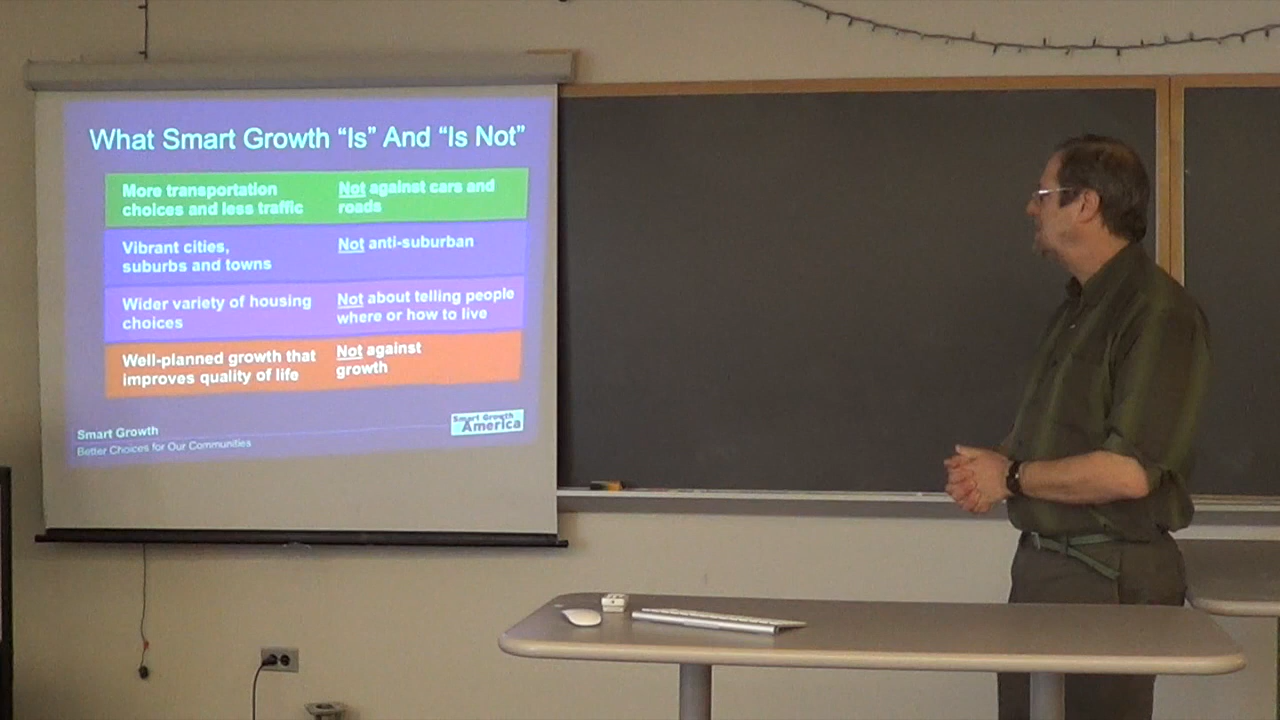 What Smart Growth “Is” And “Is Not”
More transportation
choices and less traffic
Not against cars and
roads
Vibrant cities,
suburbs and towns
Not anti-suburban
Wider variety of housing
choices
Not about telling people
where or how to live
Well-planned growth that
improves quality of life
Not against
growth
Smart Growth
Better Choices for Our Communities
Smart Growth
America